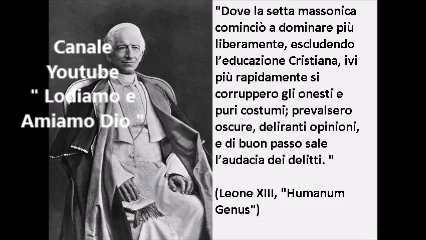 Canale
Youtube
" Lodiamo e
Amiamo Dio "
"Dove la setta massonica
cominciò a dominare più
liberamente, escludendo
l'educazione Cristiana, ivi
più rapidamente si
corruppero gli onesti e
puri costumi; prevalsero
oscure, deliranti opinioni,
e di buon passo sale
l'audacia dei delitti. "
(Leone XIII, "Humanum
Genus")